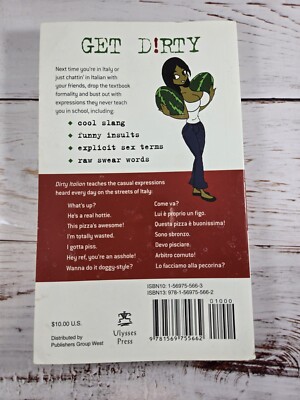 GET D!RTY
Next time you're in Italy or
just chattin' in Italian with
your friends, drop the textbook
formality and bust out with
expressions they never teach
you in school, including:
cool slang
funny insults
explicit sex terms
raw swear words
Dirty Italian teaches the casual expressions
heard every day on the streets of Italy:
What's up? Come va?
He's a real hottie. Lui è proprio un figo.
This pizza's awesome! Questa pizza è buonissima!
I'm totally wasted. Sono sbronzo.
I gotta piss. Devo pisciare.
Hey ref, you're an asshole! Arbitro cornuto!
Wanna do it doggy-style? Lo facciamo alla pecorina?
ISBN10: 1-56975-566-3
ISBN13: 978-1-56975-566-2
01000
$10.00 U.S.
Distributed by
Publishers Group West
Ulysses
Press
9 781569 755662